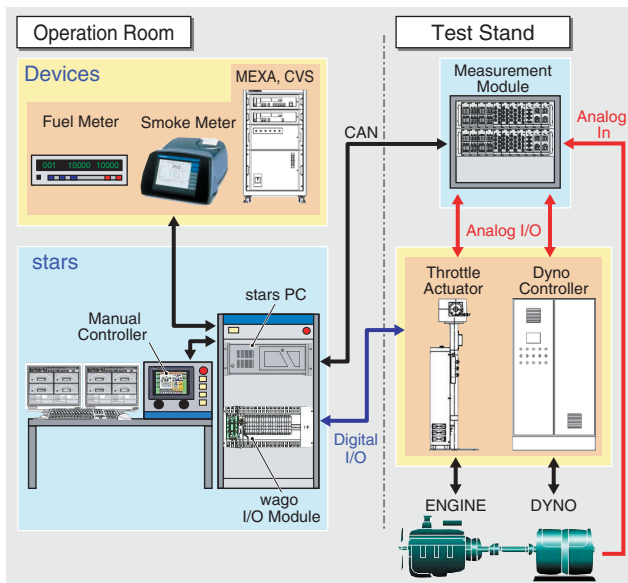 Operation Room
Test Stand
Devices
MEXA, CVS
Fuel Meter
Smoke Meter
001 10000 10000
Measurement
Module
Analog
In
CAN
Analog I/O
stars
stars PC
Manual
Controller
Throttle
Actuator
Dyno
Controller
Digital
I/O
wago
I/O Module
ENGINE
DYNO